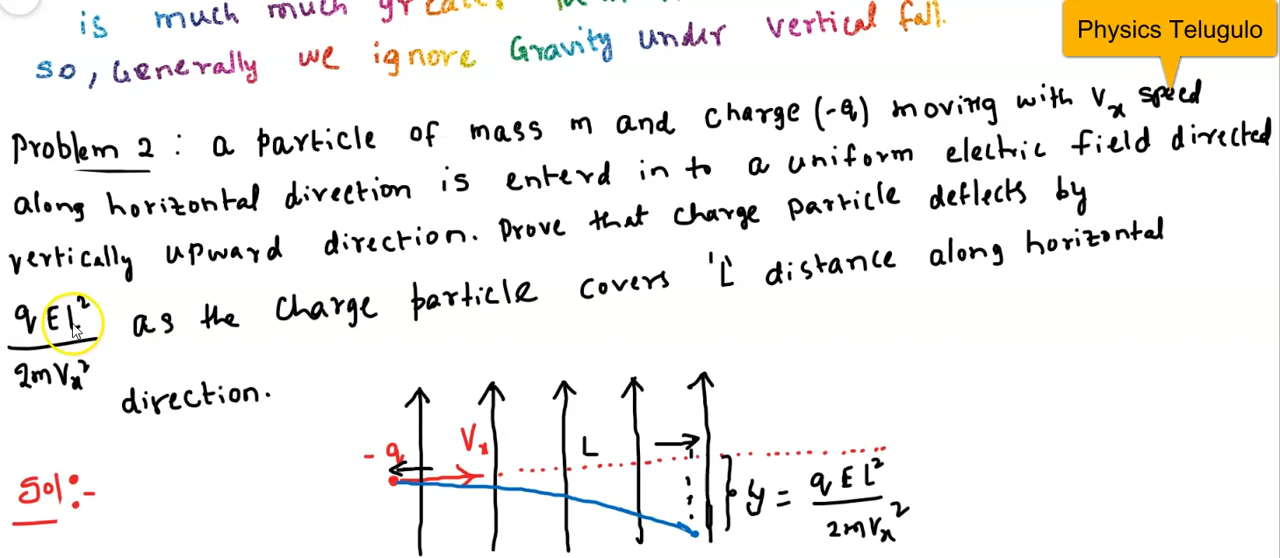 is much much greater
so, Generally we ignore Gravity under vertical fall.
Physics Telugulo
Problem 2 : a particle of mass m and charge (-q) moving with Vₓ speed
along horizontal direction is enterd in to a uniform electric field directed
vertically upward direction. Prove that charge particle deflects by
qEL²/2mVₓ² as the charge particle covers 'L' distance along horizontal
direction.
-q Vₓ L
y = qEL²/2mVₓ²
Sol:-